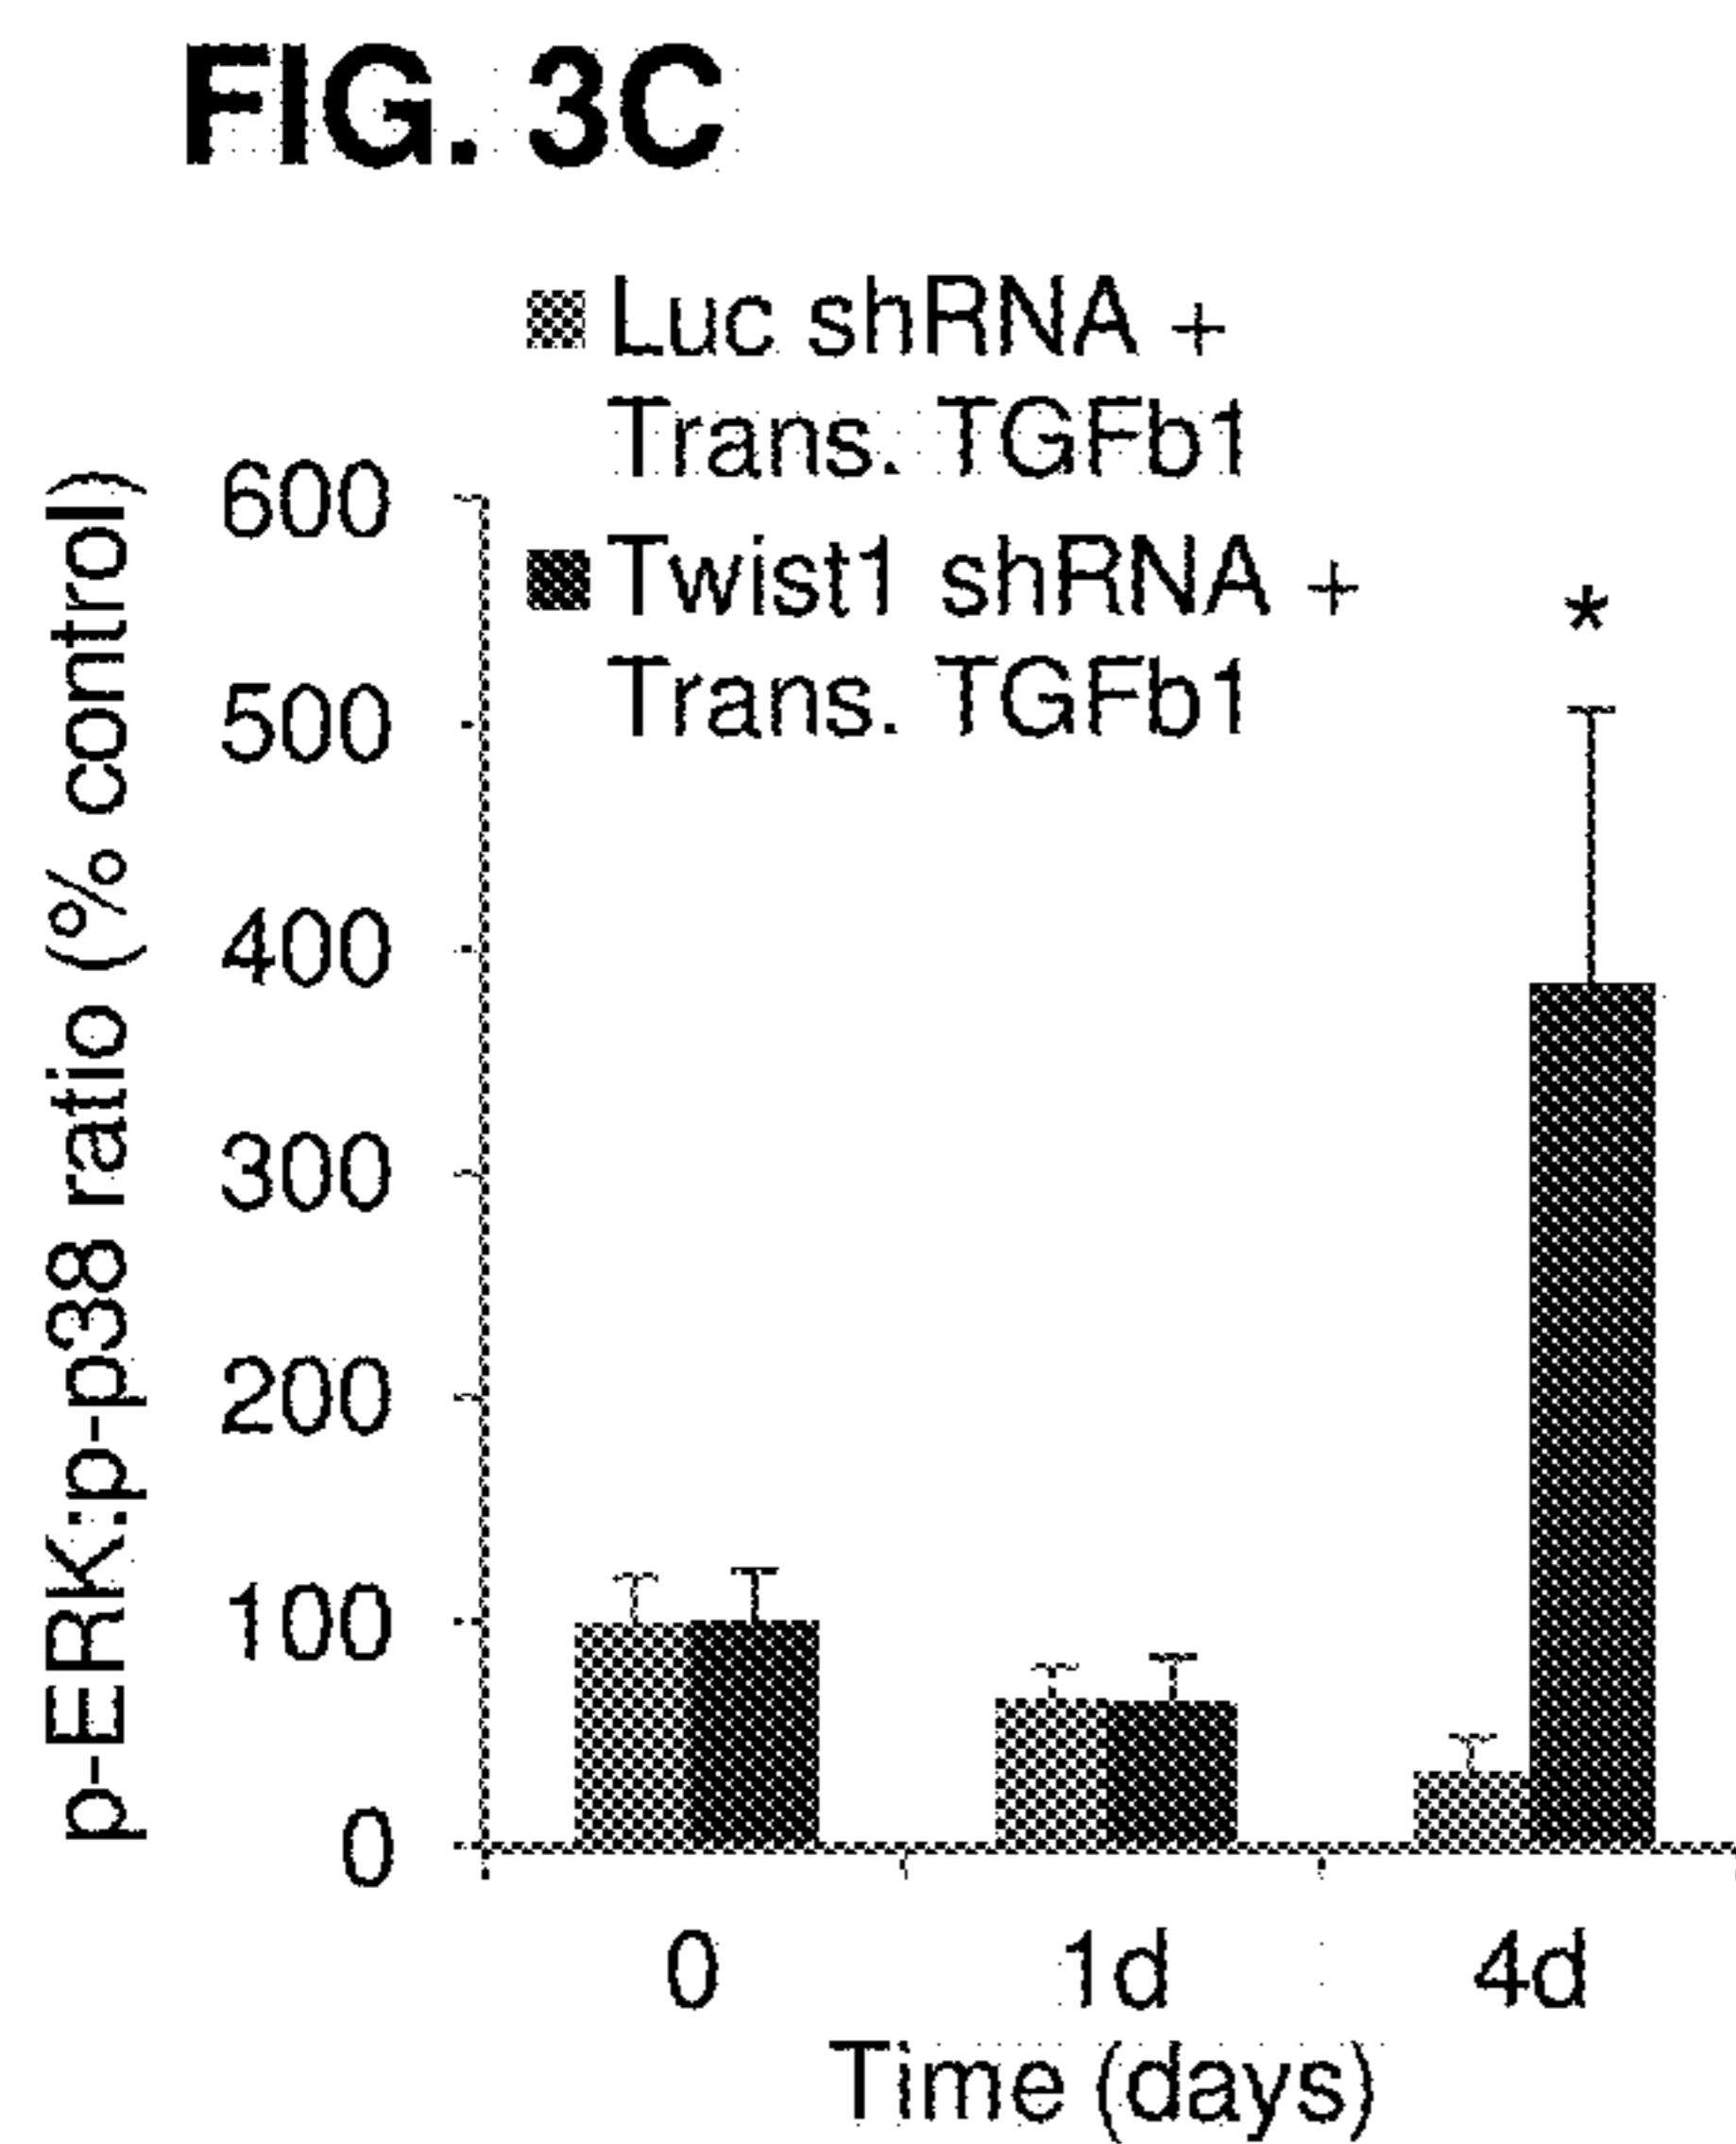 FIG. 3C
Luc shRNA +
Trans. TGFb1
Twist1 shRNA +
Trans. TGFb1
*
p-ERK:p-p38 ratio (% control)
600
500
400
300
200
100
0
0 1d 4d
Time (days)